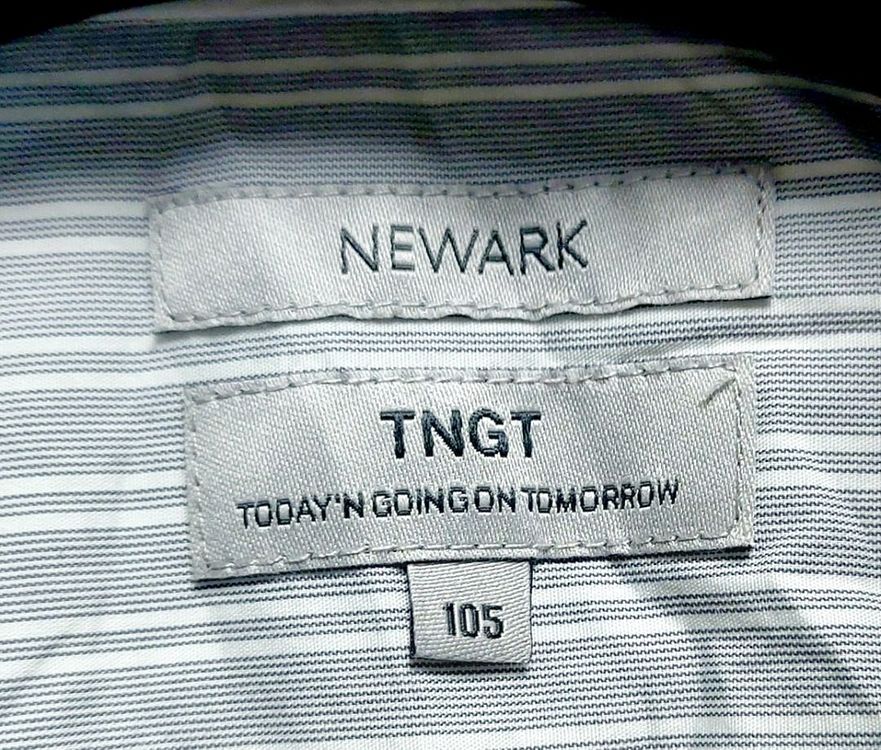 NEWARK
TNGT
TODAY'N GOING ON TOMORROW
105